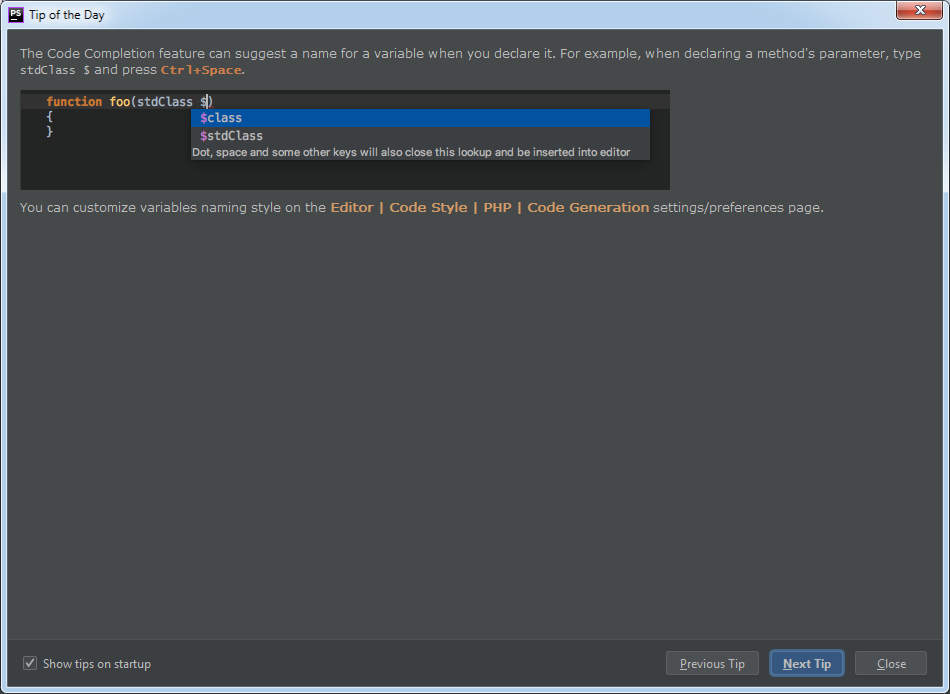 PS Tip of the Day
The Code Completion feature can suggest a name for a variable when you declare it. For example, when declaring a method's parameter, type
stdClass $ and press Ctrl+Space.
function foo(stdClass $)
{
$class
}
$stdClass
Dot, space and some other keys will also close this lookup and be inserted into editor
You can customize variables naming style on the Editor | Code Style | PHP | Code Generation settings/preferences page.
Show tips on startup
Previous Tip
Next Tip
Close